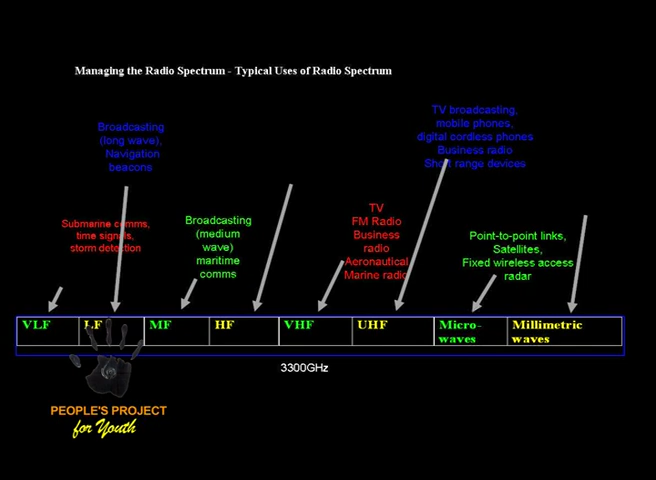 Managing the Radio Spectrum - Typical Uses of Radio Spectrum
TV broadcasting,
mobile phones,
digital cordless phones
Business radio
Short range devices
Broadcasting
(long wave),
Navigation
beacons
Submarine comms,
time signals,
storm detection
Broadcasting
(medium
wave)
maritime
comms
TV
FM Radio
Business
radio
Aeronautical
Marine radio
Point-to-point links,
Satellites,
Fixed wireless access
radar
VLF LF MF HF VHF UHF Micro- Millimetric
waves waves
3300GHz
PEOPLE'S PROJECT
for Youth